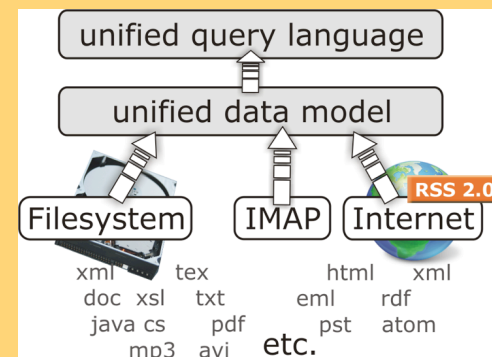 unified query language
unified data model
RSS 2.0
Filesystem IMAP Internet
xml tex html xml
doc xsl txt eml rdf
java cs pdf pst atom
mp3 avi etc.